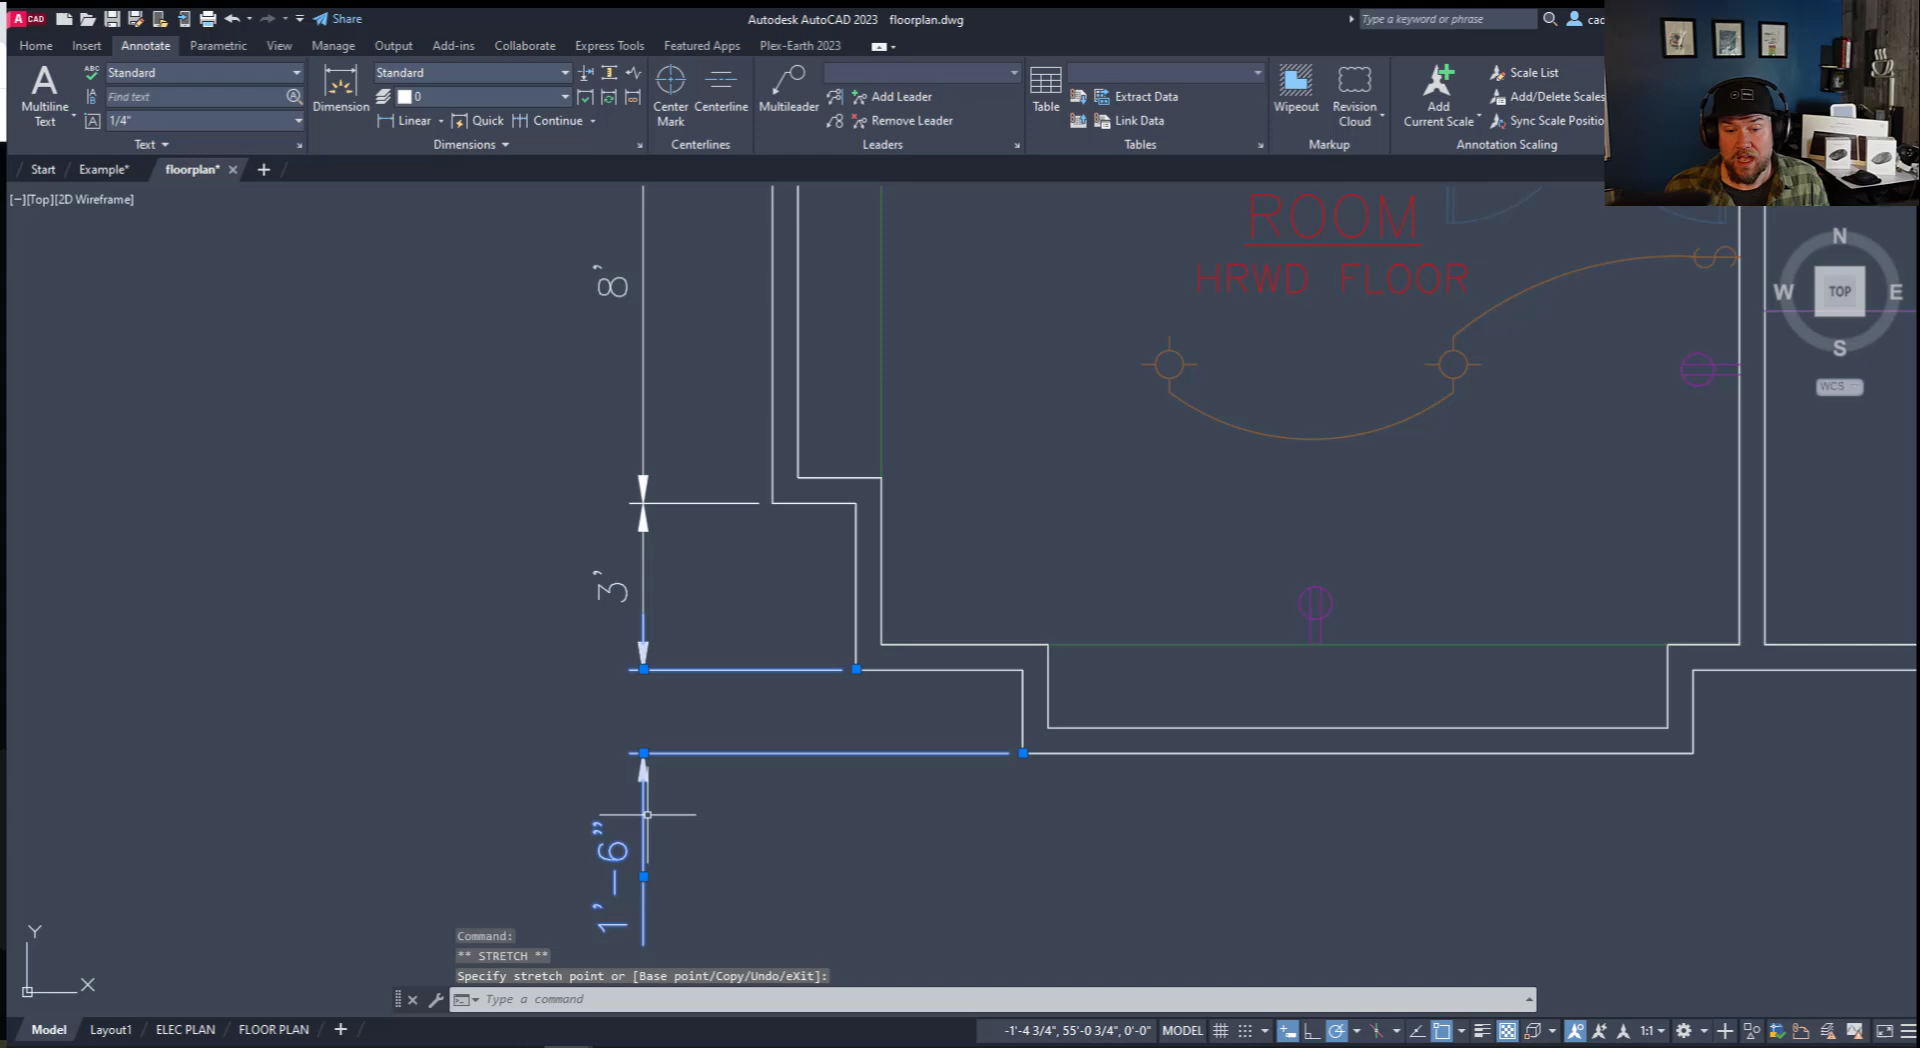 A CAD
Share
Autodesk AutoCAD 2023 floorplan.dwg
Type a keyword or phrase
cad
Home Insert Annotate Parametric View Manage Output Add-ins Collaborate Express Tools Featured Apps Plex-Earth 2023
Multiline
Text
ABC
Standard
Find text
1/4"
Text
Dimension
Standard
0
Linear
Quick
Continue
Dimensions
Center
Mark
Centerline
Centerlines
Multileader
Add Leader
Remove Leader
Leaders
Table
Extract Data
Link Data
Tables
Wipeout
Revision
Cloud
Markup
Add
Current Scale
Scale List
Add/Delete Scales
Sync Scale Positio
Annotation Scaling
Start Example* floorplan*
[−][Top][2D Wireframe]
ROOM
HRWD FLOOR
N
W TOP E
S
WCS
8'
3'
1'-6"
Y
X
S
Command:
** STRETCH **
Specify stretch point or [Base point/Copy/Undo/eXit]:
Type a command
Model Layout1 ELEC PLAN FLOOR PLAN
-1'-4 3/4", 55'-0 3/4", 0'-0" MODEL 1:1